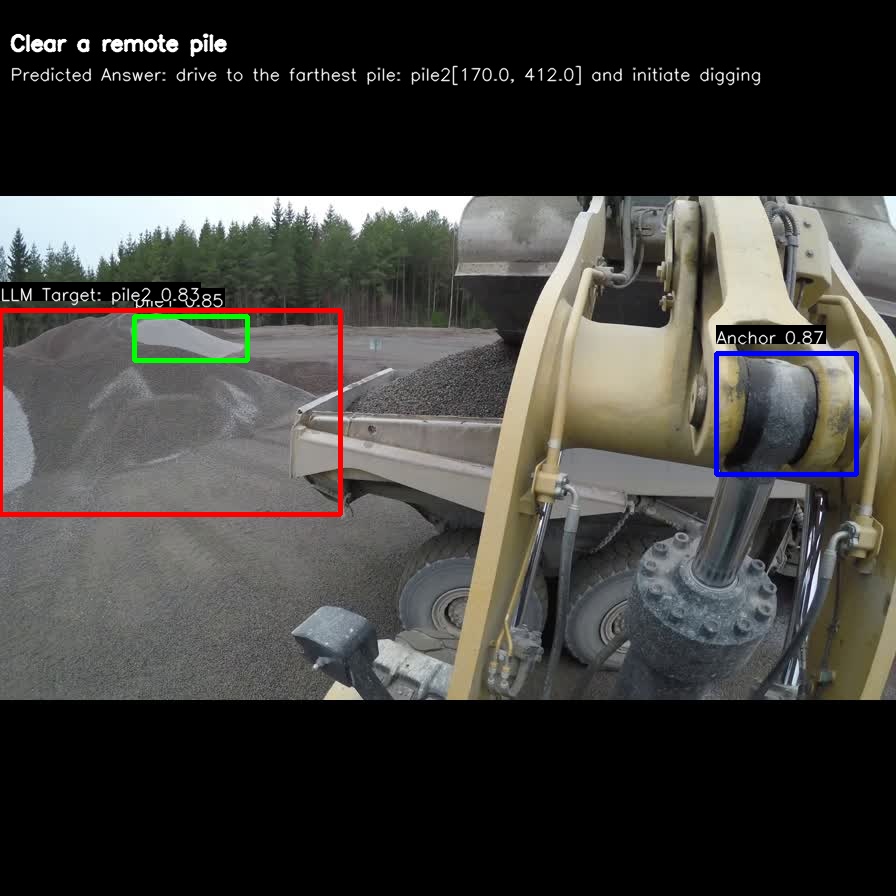 Clear a remote pile
Predicted Answer: drive to the farthest pile: pile2[170.0, 412.0] and initiate digging
LLM Target: pile2 0.83
pile1 0.85
Anchor 0.87